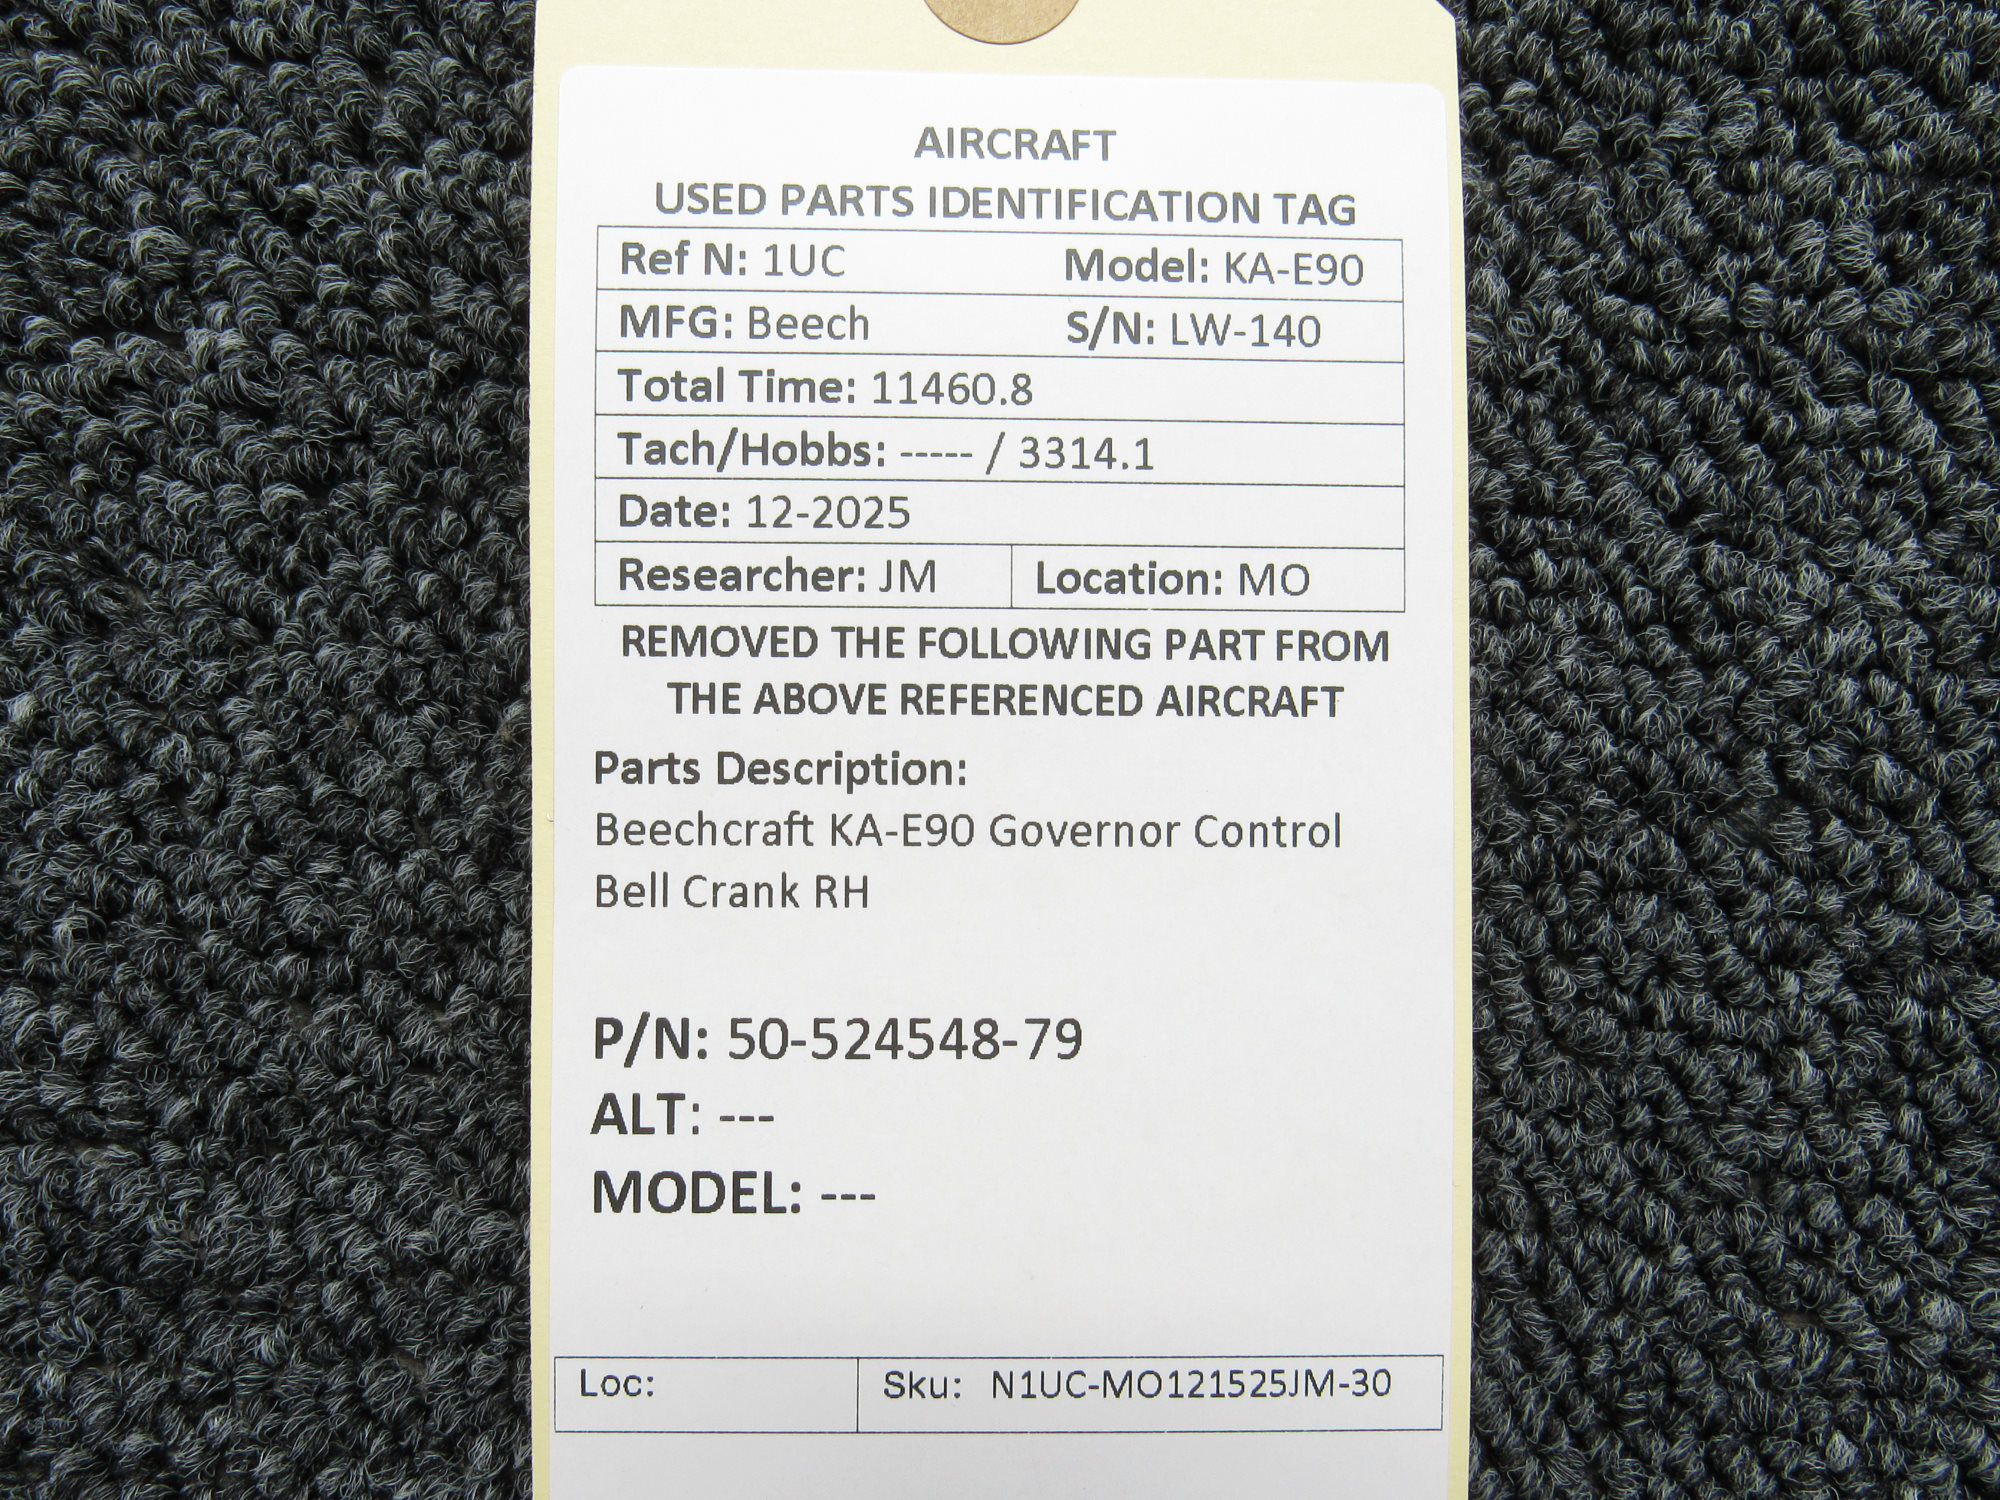 AIRCRAFT
USED PARTS IDENTIFICATION TAG
Ref N: 1UC Model: KA-E90
MFG: Beech S/N: LW-140
Total Time: 11460.8
Tach/Hobbs: ----- / 3314.1
Date: 12-2025
Researcher: JM Location: MO
REMOVED THE FOLLOWING PART FROM
THE ABOVE REFERENCED AIRCRAFT
Parts Description:
Beechcraft KA-E90 Governor Control
Bell Crank RH
P/N: 50-524548-79
ALT: ---
MODEL: ---
Loc: Sku: N1UC-MO121525JM-30